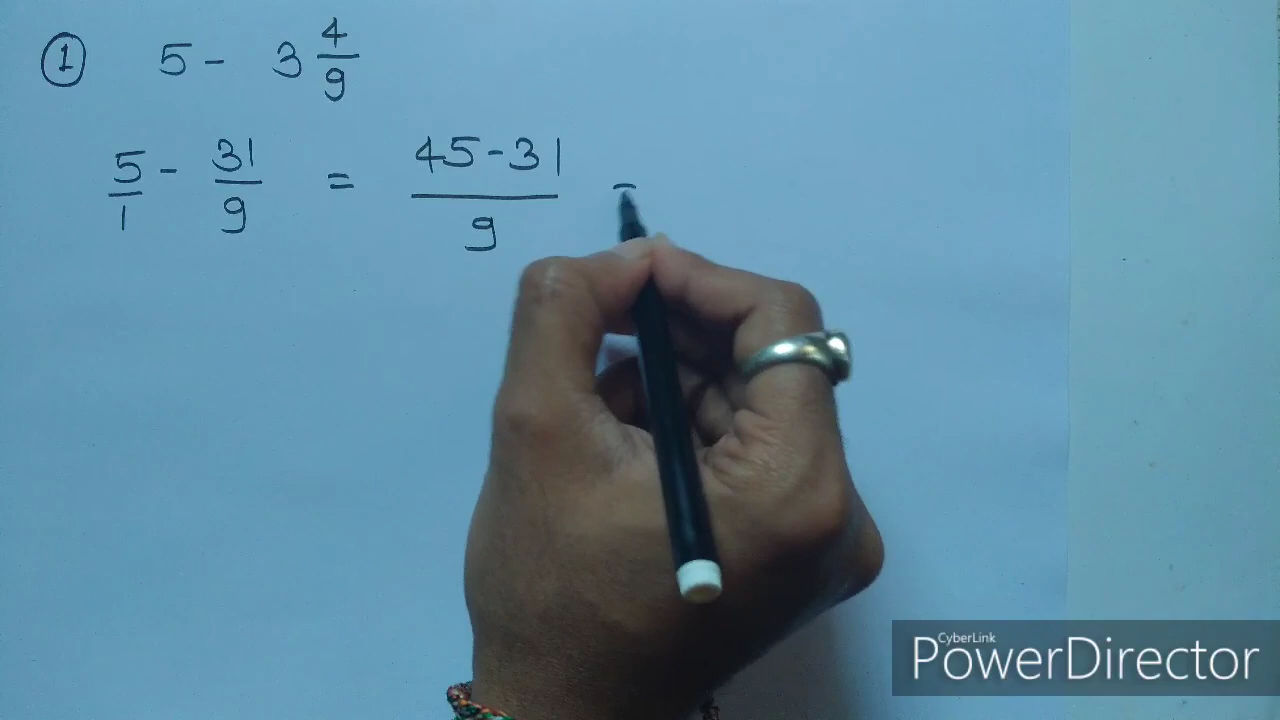 ① 5 - 3 4/9
5/1 - 31/9 = 45-31/9 =
CyberLink
PowerDirector